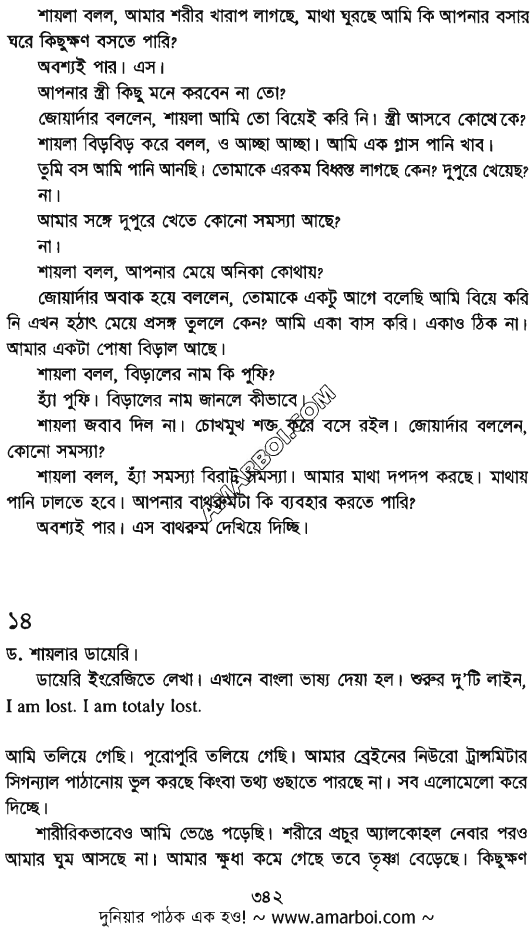 শায়লা বলল, আমার শরীর খারাপ লাগছে, মাথা ঘুরছে আমি কি আপনার বসার
ঘরে কিছুক্ষণ বসতে পারি?
অবশ্যই পার। এস।
আপনার স্ত্রী কিছু মনে করবেন না তো?
জোয়ার্দার বললেন, শায়লা আমি তো বিয়েই করি নি। স্ত্রী আসবে কোত্থেকে?
শায়লা বিড়বিড় করে বলল, ও আচ্ছা আচ্ছা। আমি এক গ্লাস পানি খাব।
তুমি বস আমি পানি আনছি। তোমাকে এরকম বিধ্বস্ত লাগছে কেন? দুপুরে খেয়েছ?
না।
আমার সঙ্গে দুপুরে খেতে কোনো সমস্যা আছে?
না।
শায়লা বলল, আপনার মেয়ে অনিকা কোথায়?
জোয়ার্দার অবাক হয়ে বললেন, তোমাকে একটু আগে বলেছি আমি বিয়ে করি
নি এখন হঠাৎ মেয়ে প্রসঙ্গ তুললে কেন? আমি একা বাস করি। একাও ঠিক না।
আমার একটা পোষা বিড়াল আছে।
শায়লা বলল, বিড়ালের নাম কি পুফি?
হ্যাঁ পুফি। বিড়ালের নাম জানলে কীভাবে।
শায়লা জবাব দিল না। চোখমুখ শক্ত করে বসে রইল। জোয়ার্দার বললেন,
কোনো সমস্যা?
শায়লা বলল, হ্যাঁ সমস্যা বিরাট সমস্যা। আমার মাথা দপদপ করছে। মাথায়
পানি ঢালতে হবে। আপনার বাথরুমটা কি ব্যবহার করতে পারি?
অবশ্যই পার। এস বাথরুম দেখিয়ে দিচ্ছি।
AMARBOI.COM
১৪
ড. শায়লার ডায়েরি।
ডায়েরি ইংরেজিতে লেখা। এখানে বাংলা ভাষ্য দেয়া হল। শুরুর দু'টি লাইন,
I am lost. I am totaly lost.
আমি তলিয়ে গেছি। পুরোপুরি তলিয়ে গেছি। আমার ব্রেইনের নিউরো ট্রান্সমিটার
সিগন্যাল পাঠানোয় ভুল করছে কিংবা তথ্য গুছাতে পারছে না। সব এলোমেলো করে
দিচ্ছে।
শারীরিকভাবেও আমি ভেঙে পড়েছি। শরীরে প্রচুর অ্যালকোহল নেবার পরও
আমার ঘুম আসছে না। আমার ক্ষুধা কমে গেছে তবে তৃষ্ণা বেড়েছে। কিছুক্ষণ
৩৪২
দুনিয়ার পাঠক এক হও! ~ www.amarboi.com ~